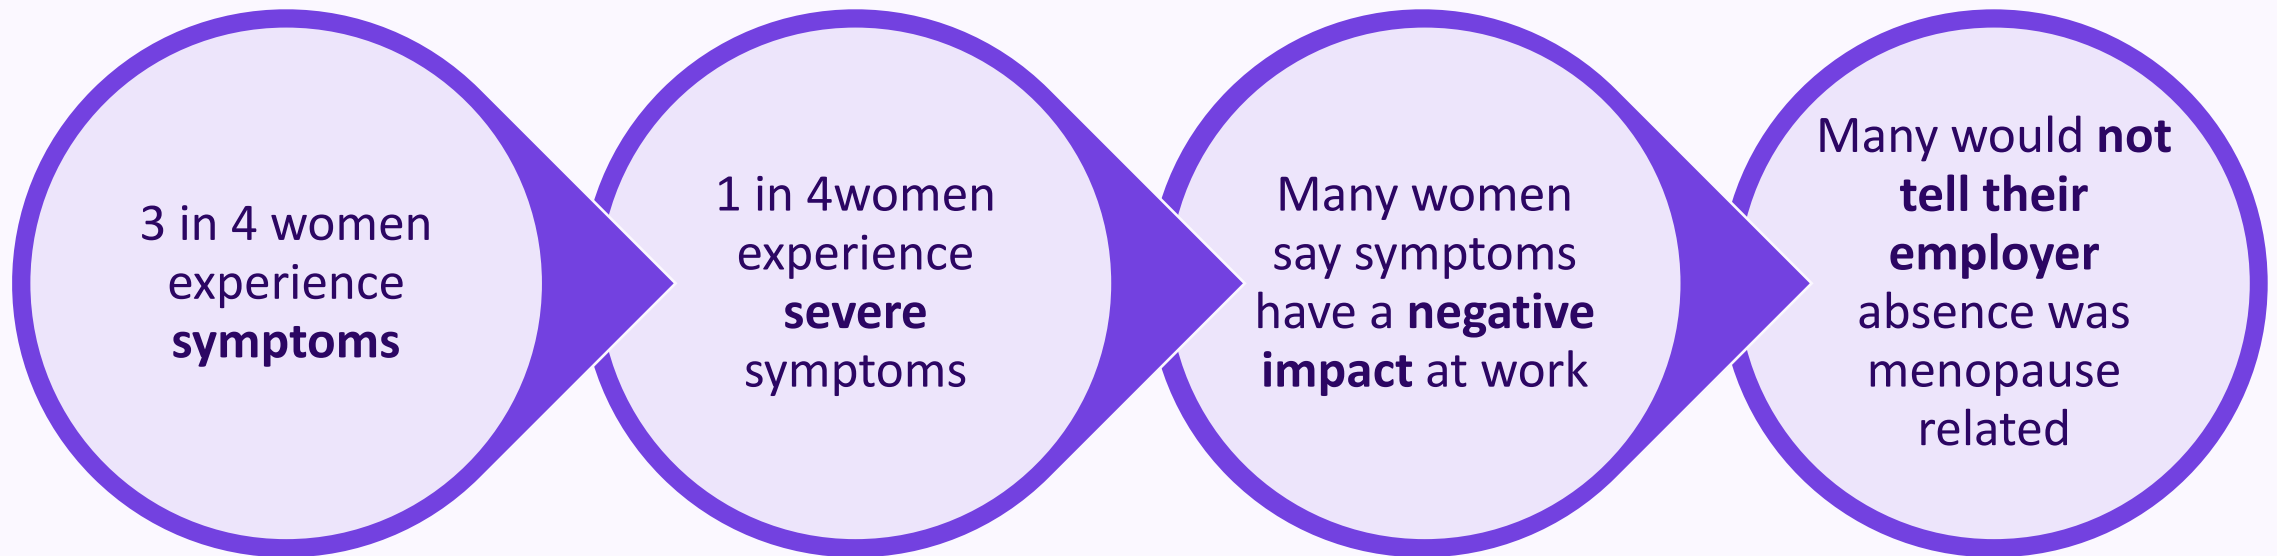 3 in 4 women
experience
symptoms
1 in 4women
experience
severe
symptoms
Many women
say symptoms
have a negative
impact at work
Many would not
tell their
employer
absence was
menopause
related